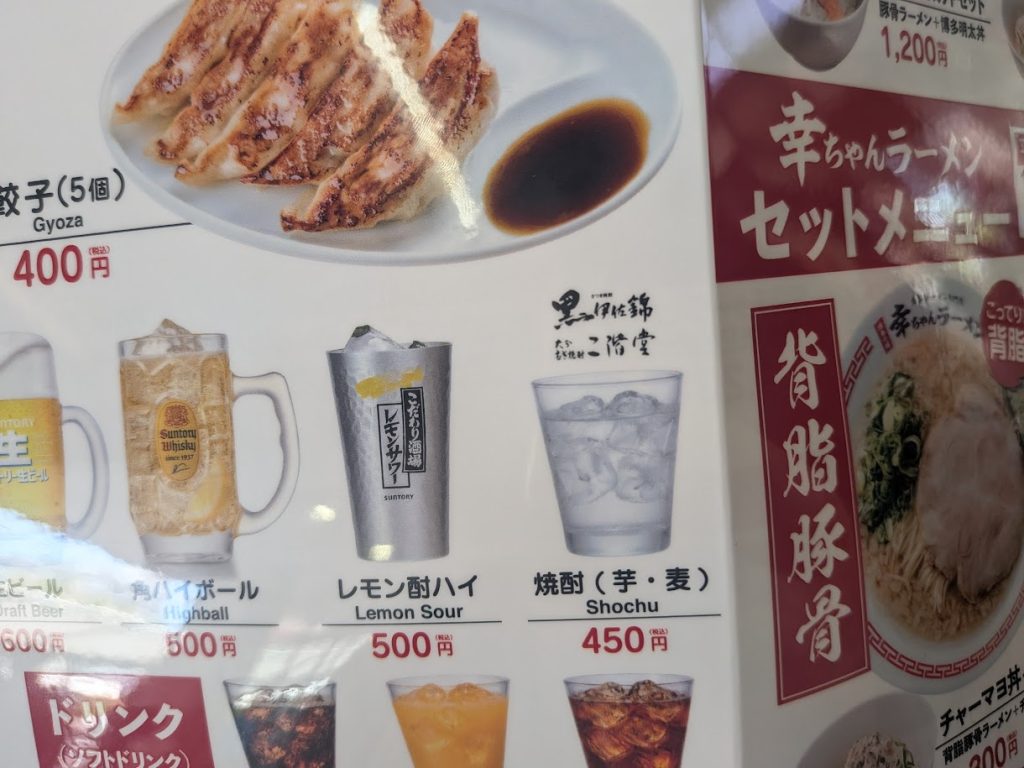 餃子(5個)
Gyoza
400円(税込)
黒伊佐錦
二階堂
SUNTORY
生
Suntory
Whisky
since 1937
こだわり酒場
レモンサワー
SUNTORY
生ビール
Draft Beer
600円
角ハイボール
Highball
500円(税込)
レモン酎ハイ
Lemon Sour
500円(税込)
焼酎(芋・麦)
Shochu
450円(税込)
ドリンク
(ソフトドリンク)
セット
豚骨ラーメン+博多明太丼
1,200円(税込)
幸ちゃんラーメン
セットメニュー
幸ちゃんラーメン
こってり
背脂
背脂豚骨
チャーマヨ丼
背脂豚骨ラーメン+